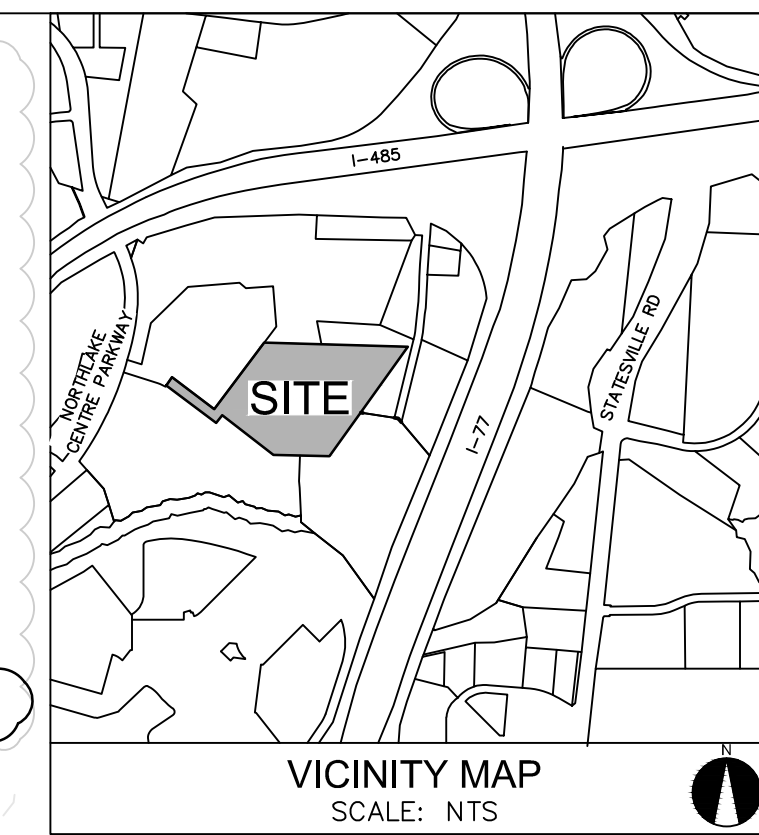 I-485
NORTHLAKE
CENTRE PARKWAY
SITE
STATESVILLE RD
I-77
VICINITY MAP
SCALE: NTS
N